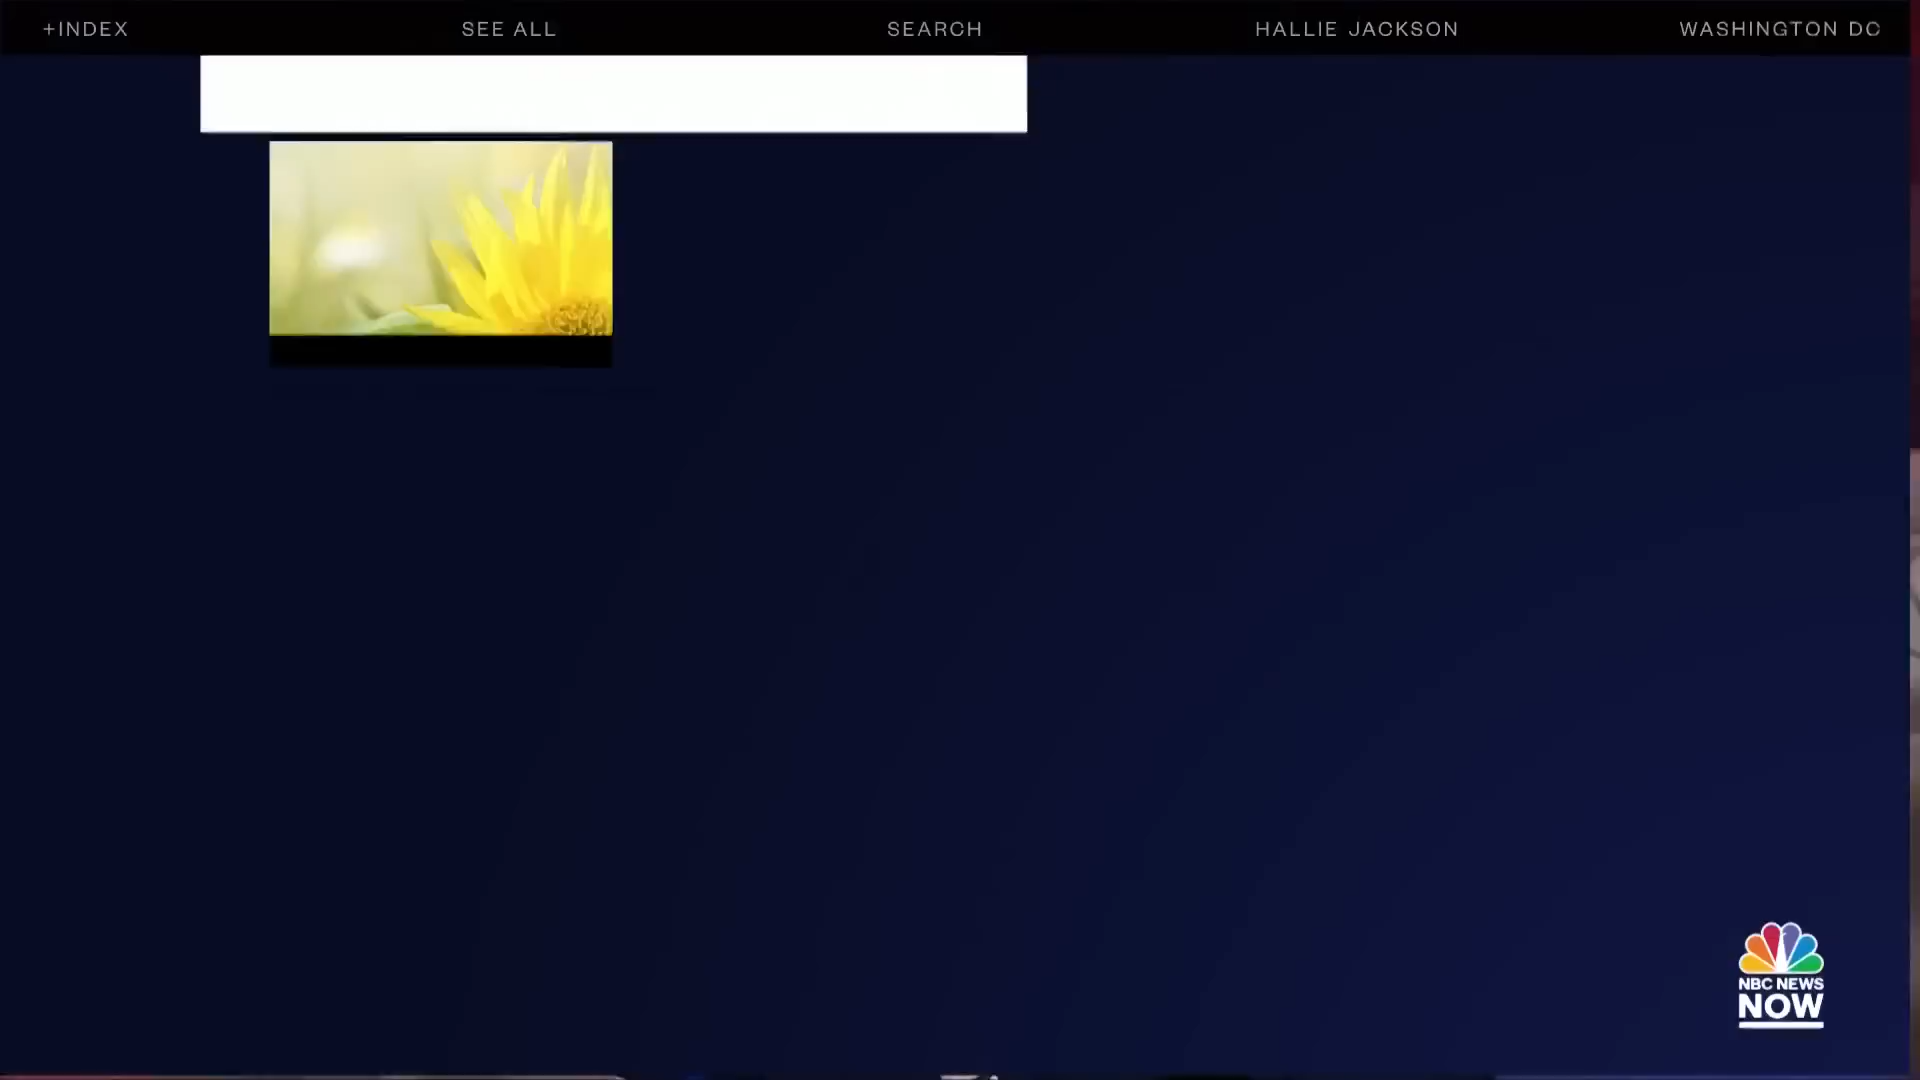 +INDEX
SEE ALL
SEARCH
HALLIE JACKSON
WASHINGTON DC
NBC NEWS
NOW